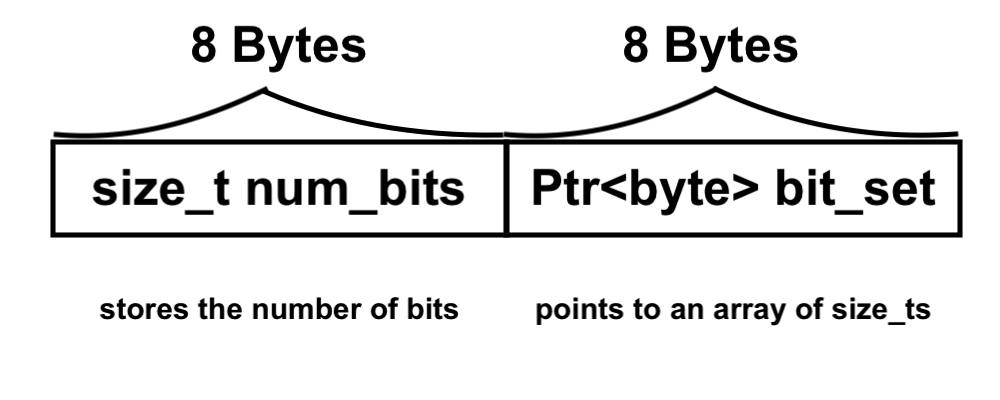 8 Bytes 8 Bytes
size_t num_bits Ptr<byte> bit_set
stores the number of bits points to an array of size_ts